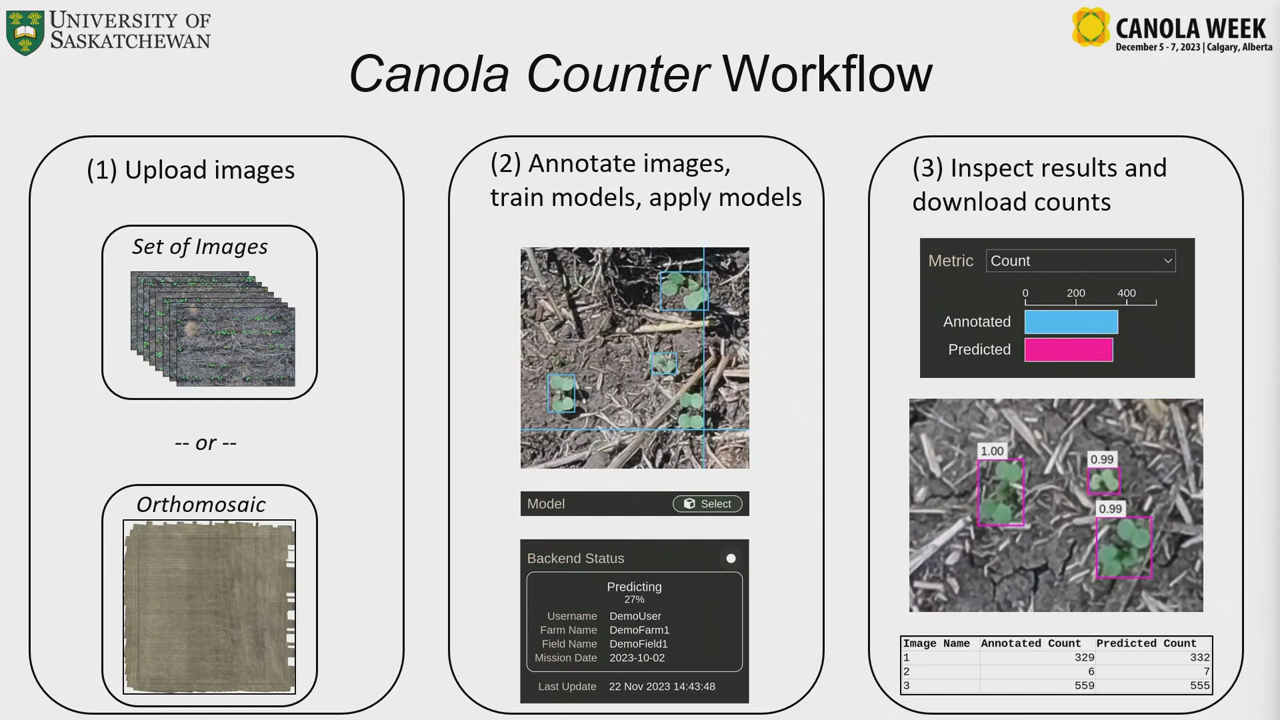 UNIVERSITY OF
SASKATCHEWAN
CANOLA WEEK
December 5 - 7, 2023 | Calgary, Alberta
Canola Counter Workflow
(1) Upload images
Set of Images
-- or --
Orthomosaic
(2) Annotate images,
train models, apply models
Model
Select
Backend Status
Predicting
27%
Username DemoUser
Farm Name DemoFarm1
Field Name DemoField1
Mission Date 2023-10-02
Last Update 22 Nov 2023 14:43:48
(3) Inspect results and
download counts
Metric Count
0 200 400
Annotated
Predicted
1.00
0.99
0.99
Image Name Annotated Count Predicted Count
1 329 332
2 6 7
3 559 555